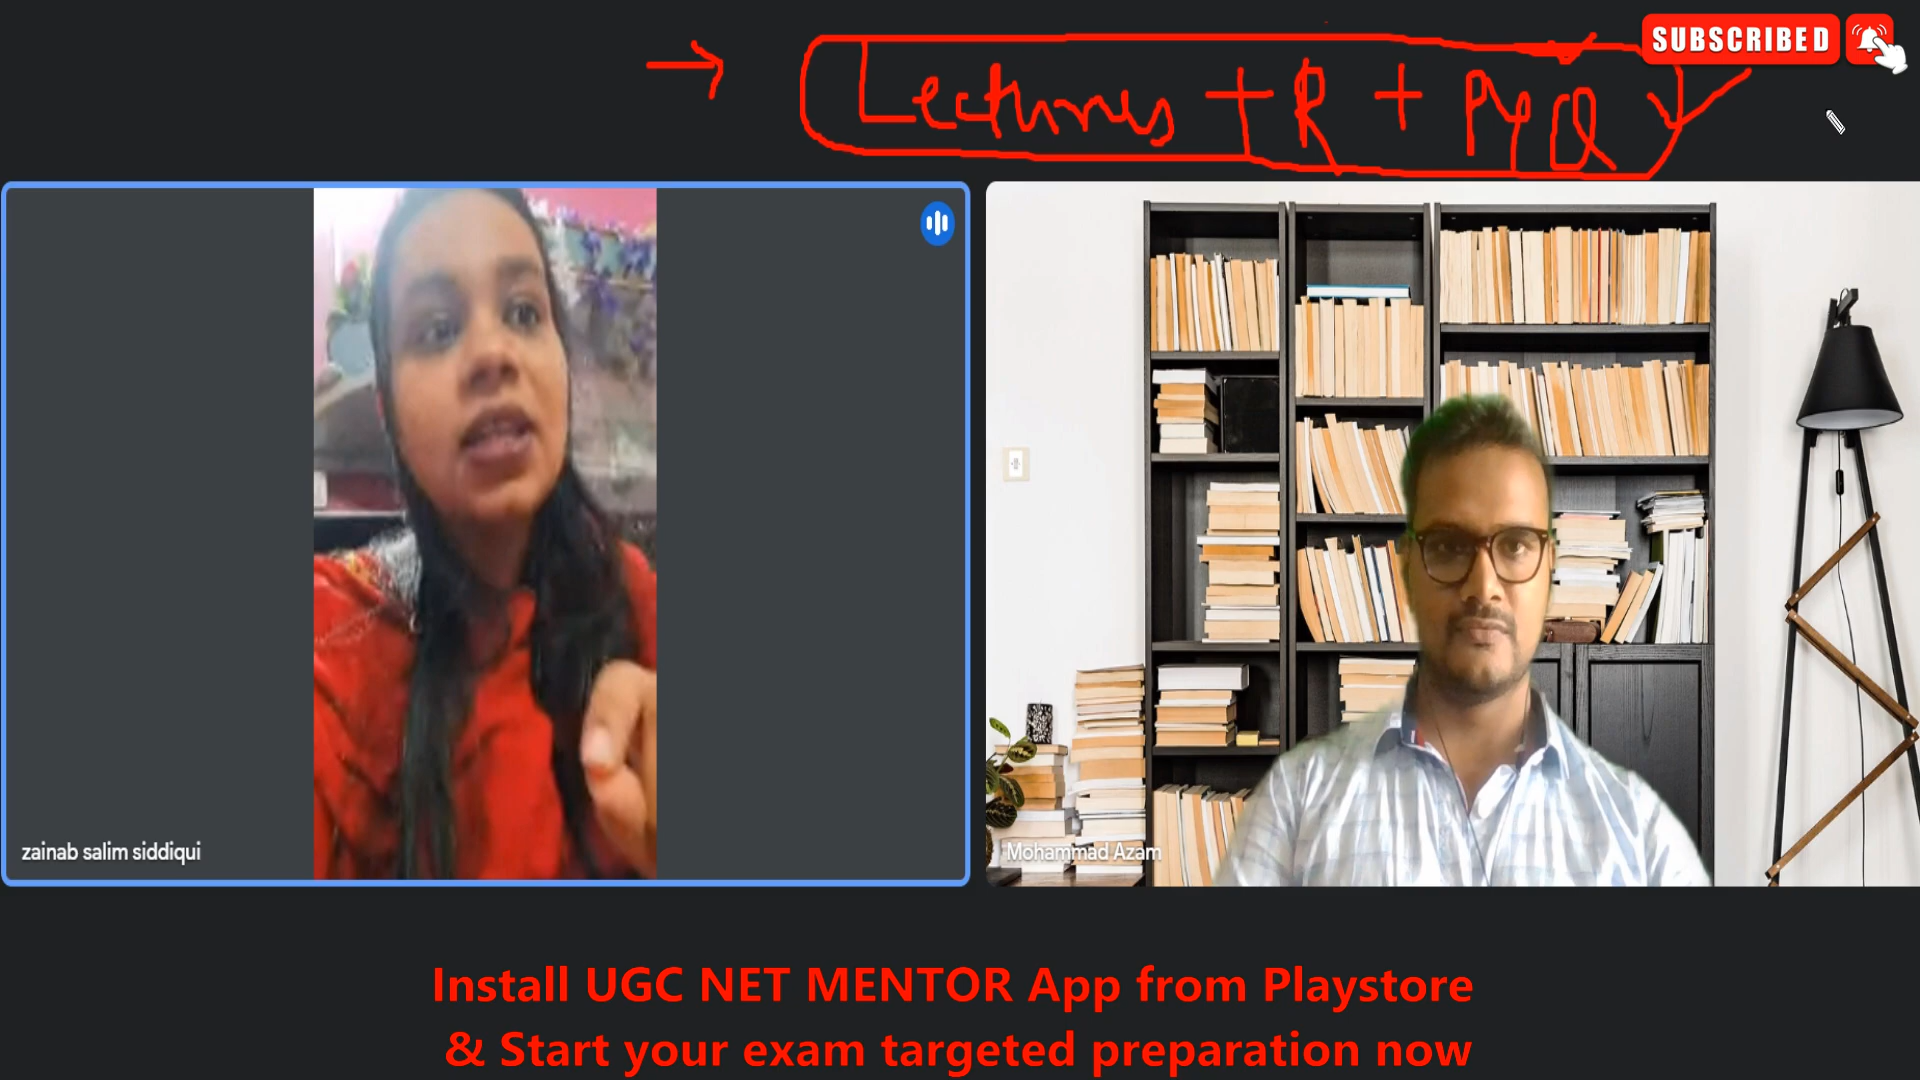 → Lectures + R + PYQ
SUBSCRIBED
zainab salim siddiqui
Mohammad Azam
Install UGC NET MENTOR App from Playstore
& Start your exam targeted preparation now